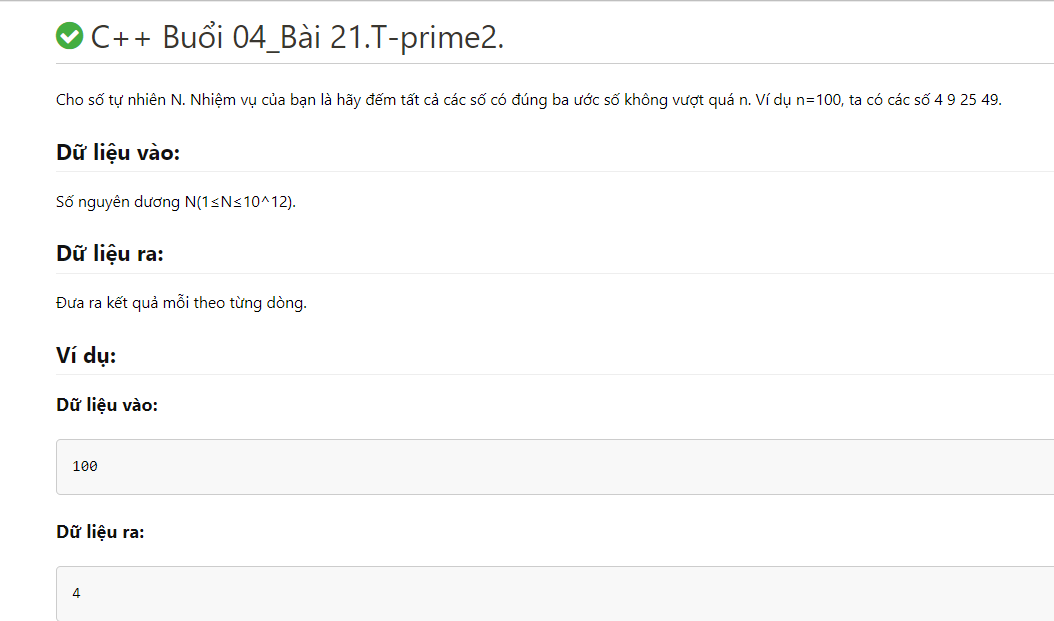 C++ Buổi 04_Bài 21.T-prime2.
Cho số tự nhiên N. Nhiệm vụ của bạn là hãy đếm tất cả các số có đúng ba ước số không vượt quá n. Ví dụ n=100, ta có các số 4 9 25 49.
Dữ liệu vào:
Số nguyên dương N(1≤N≤10^12).
Dữ liệu ra:
Đưa ra kết quả mỗi theo từng dòng.
Ví dụ:
Dữ liệu vào:
100
Dữ liệu ra:
4